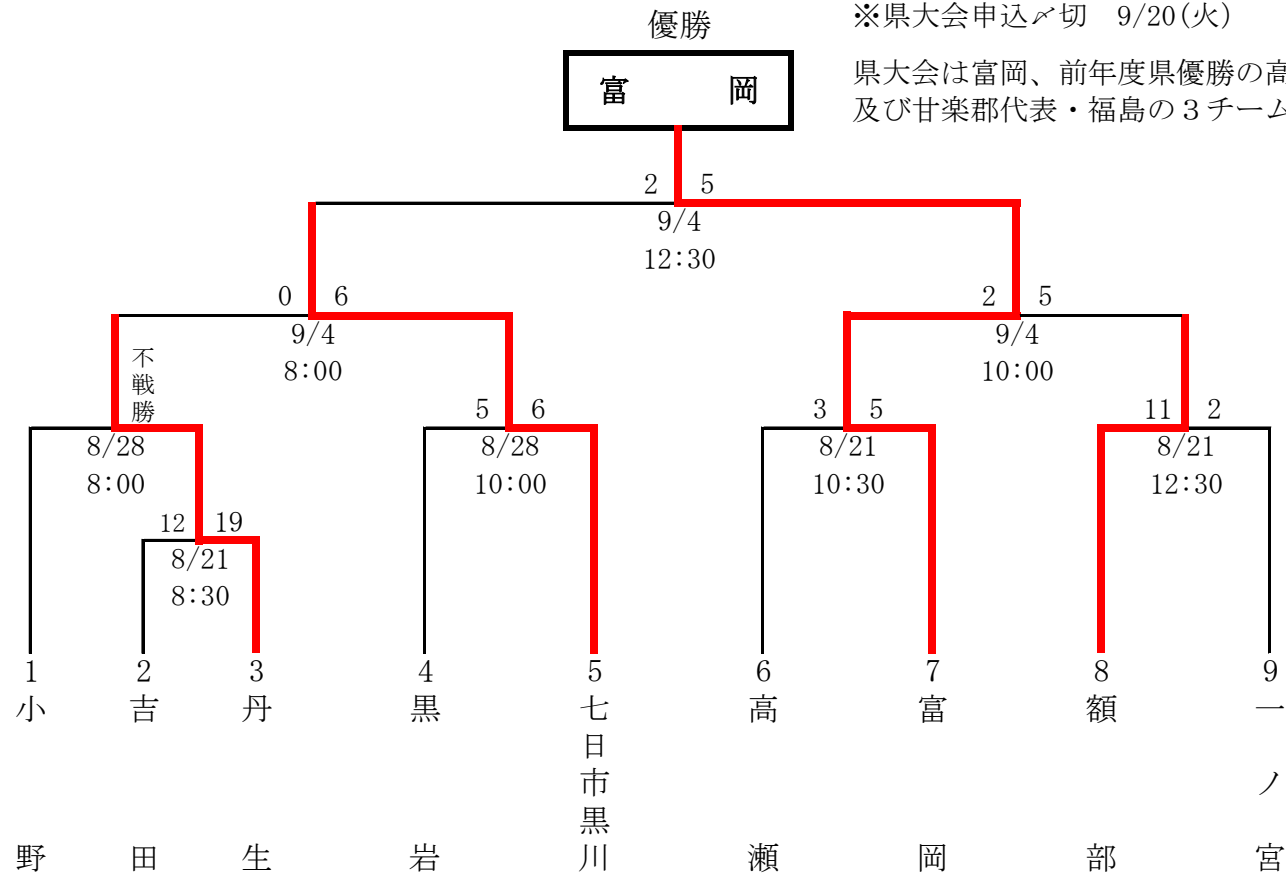 優勝
※県大会申込〆切　9/20(火)
富　　岡
県大会は富岡、前年度県優勝の高
及び甘楽郡代表・福島の３チーム
2 5
9/4
12:30
0 6
9/4
8:00
2 5
9/4
10:00
不戦勝
8/28
8:00
5 6
8/28
10:00
3 5
8/21
10:30
11 2
8/21
12:30
12 19
8/21
8:30
1 2 3 4 5 6 7 8 9
小野
吉田
丹生
黒岩
七日市黒川
高瀬
富岡
額部
一ノ宮